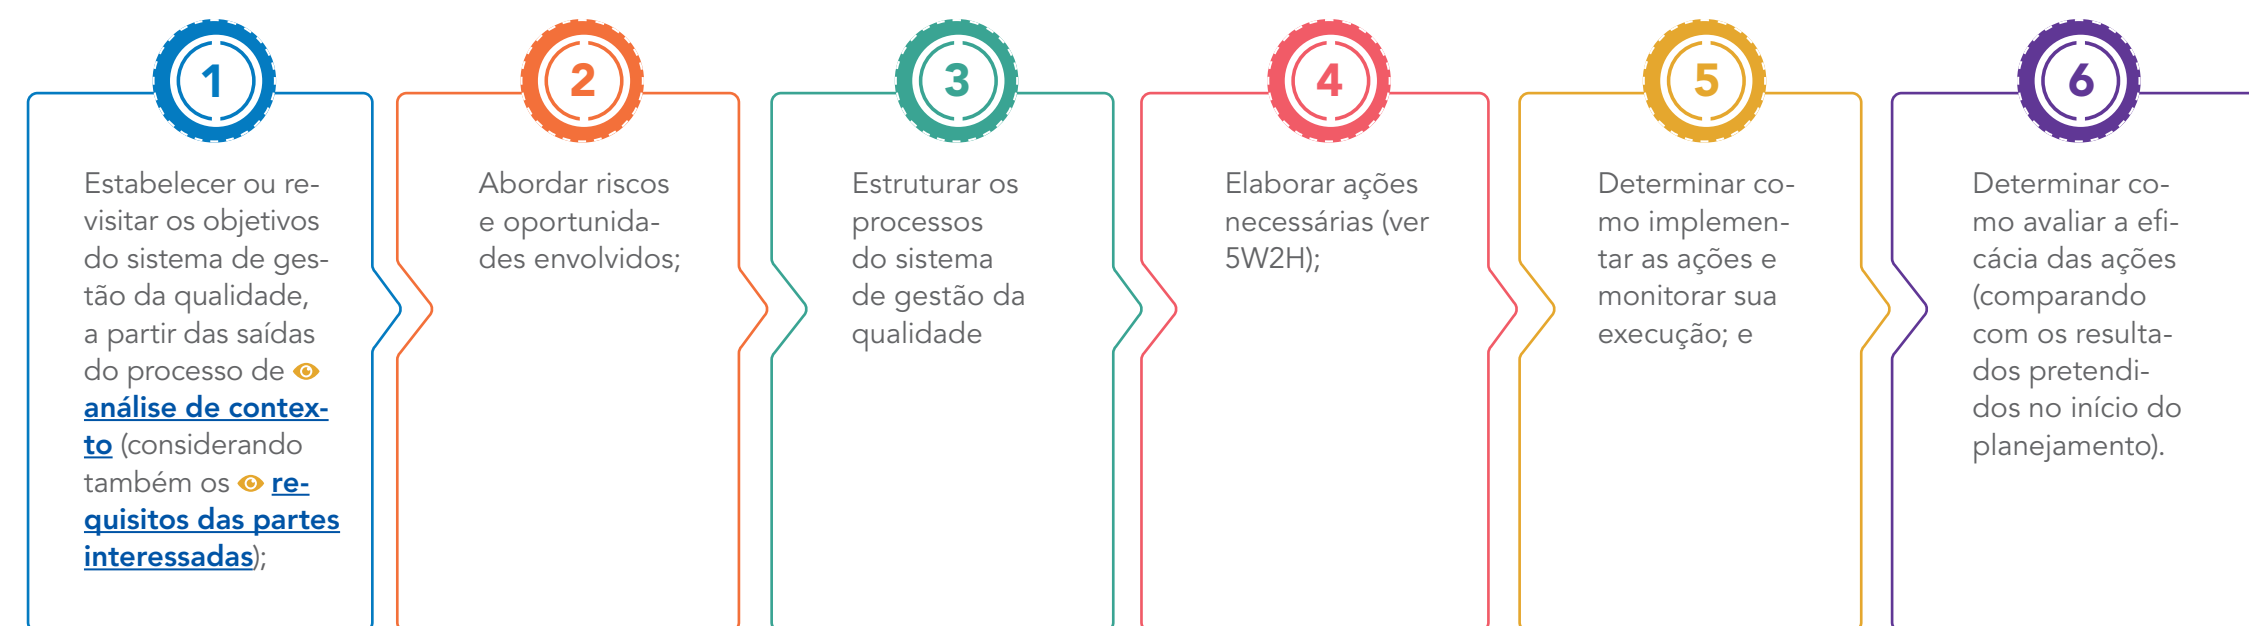 1
Estabelecer ou re-
visitar os objetivos
do sistema de ges-
tão da qualidade,
a partir das saídas
do processo de
análise de contex-
to (considerando
também os re-
quisitos das partes
interessadas);
2
Abordar riscos
e oportunida-
des envolvidos;
3
Estruturar os
processos
do sistema
de gestão da
qualidade
4
Elaborar ações
necessárias (ver
5W2H);
5
Determinar co-
mo implemen-
tar as ações e
monitorar sua
execução; e
6
Determinar co-
mo avaliar a efi-
cácia das ações
(comparando
com os resulta-
dos pretendi-
dos no início do
planejamento).